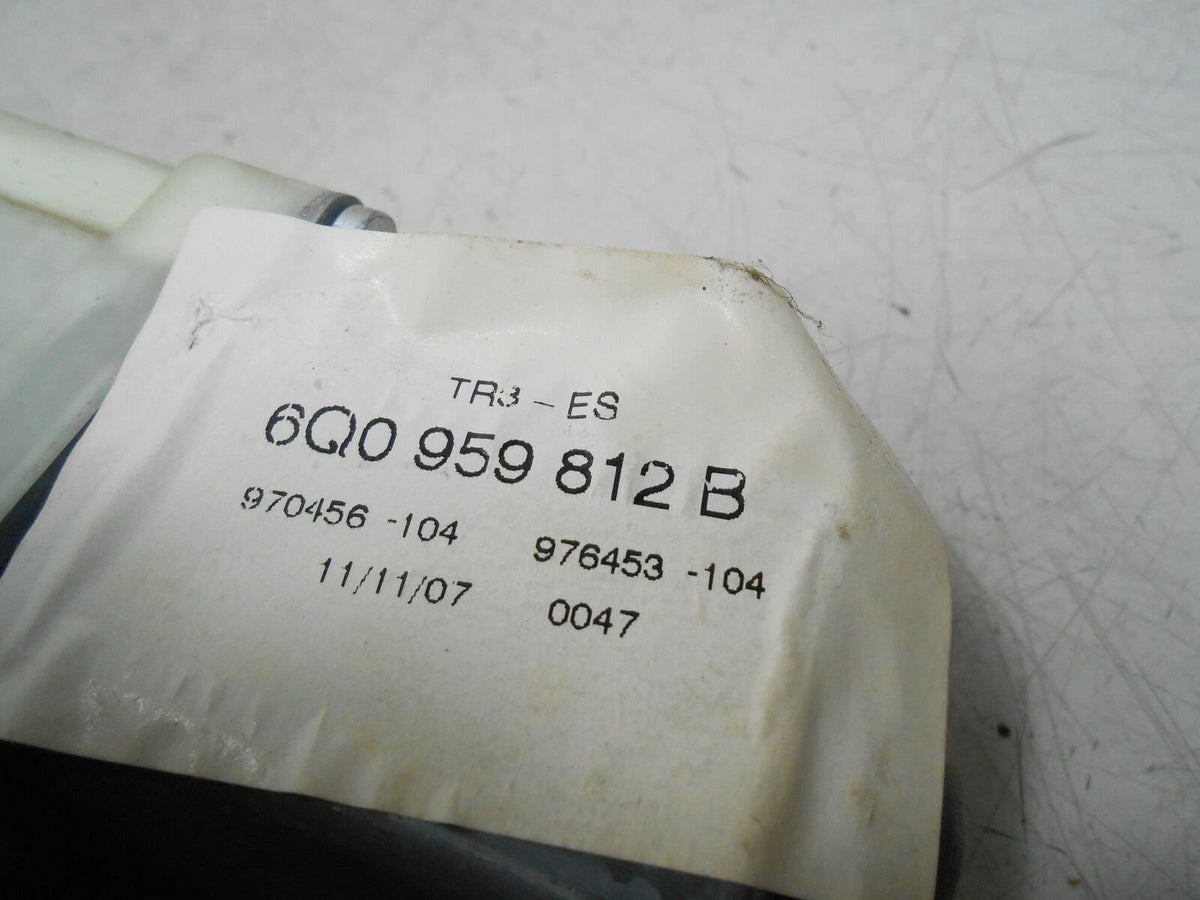 TR3 - ES
6Q0 959 812 B
970456 -104 976453 -104
11/11/07 0047